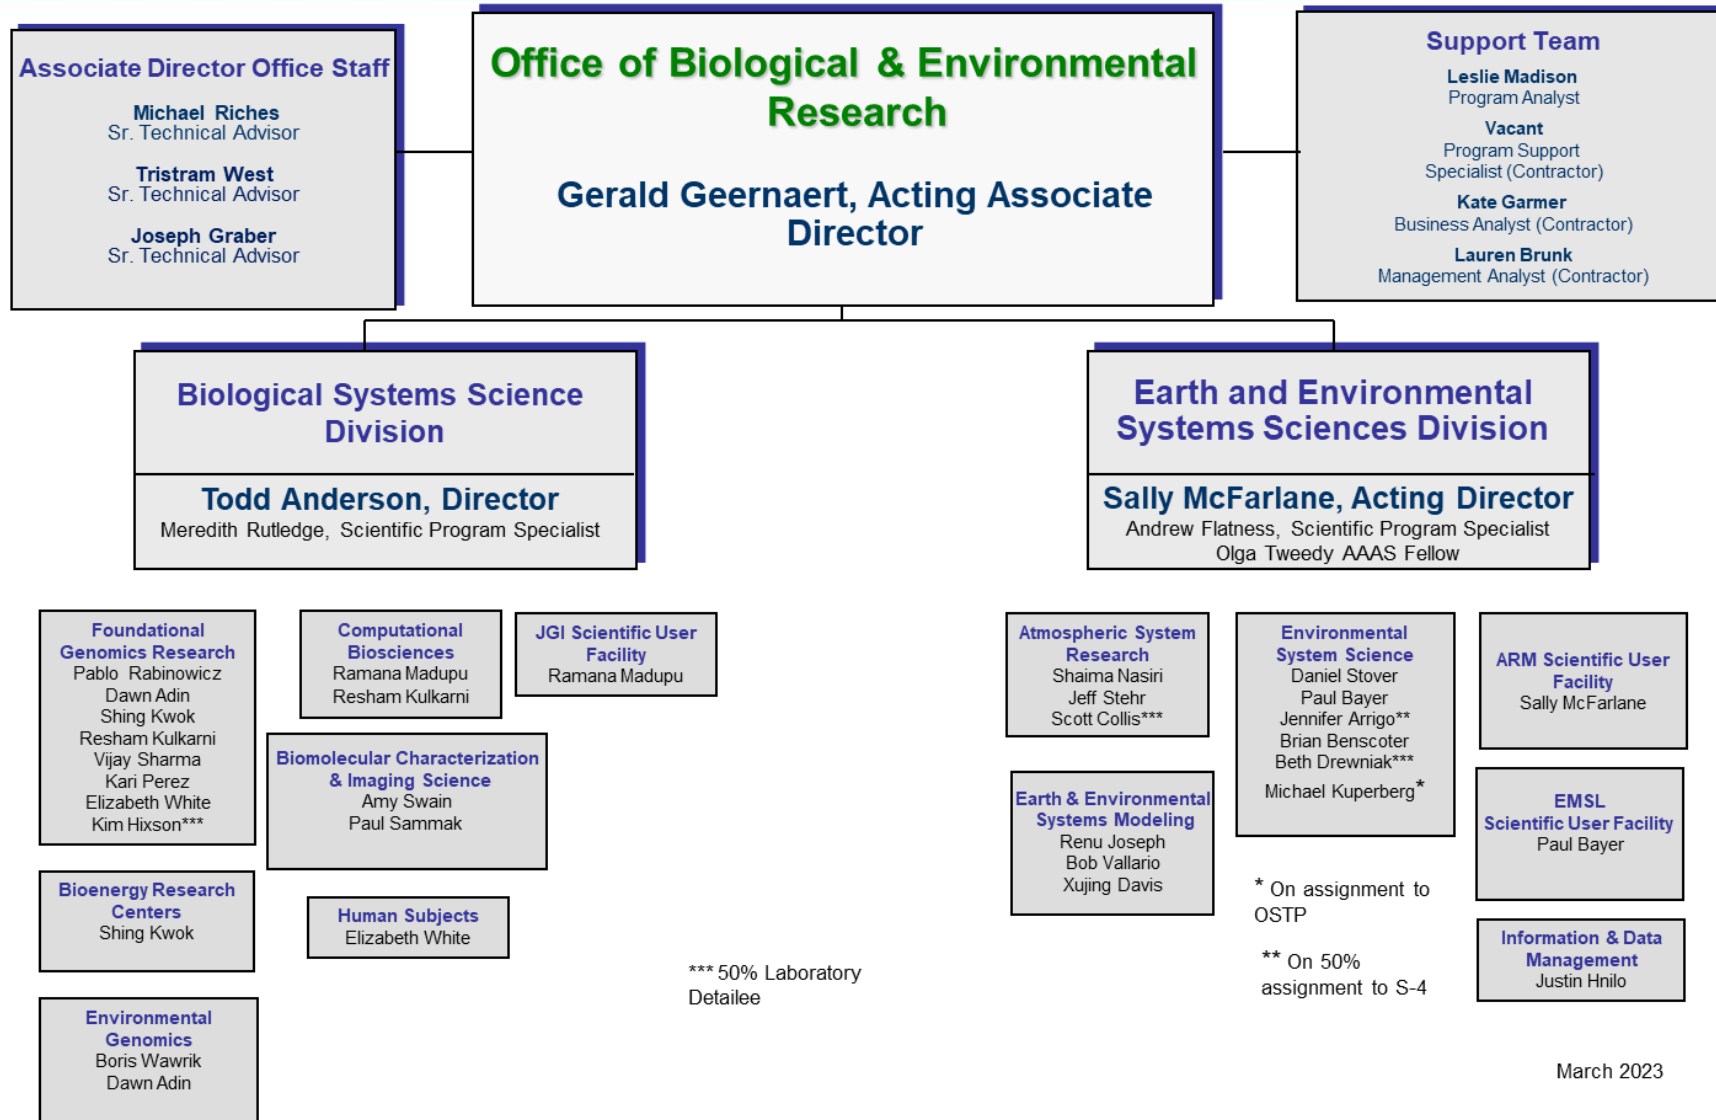 Associate Director Office Staff
Michael Riches
Sr. Technical Advisor
Tristram West
Sr. Technical Advisor
Joseph Graber
Sr. Technical Advisor
Office of Biological & Environmental
Research
Gerald Geernaert, Acting Associate
Director
Support Team
Leslie Madison
Program Analyst
Vacant
Program Support
Specialist (Contractor)
Kate Garmer
Business Analyst (Contractor)
Lauren Brunk
Management Analyst (Contractor)
Biological Systems Science
Division
Todd Anderson, Director
Meredith Rutledge, Scientific Program Specialist
Earth and Environmental
Systems Sciences Division
Sally McFarlane, Acting Director
Andrew Flatness, Scientific Program Specialist
Olga Tweedy AAAS Fellow
Foundational
Genomics Research
Pablo Rabinowicz
Dawn Adin
Shing Kwok
Resham Kulkarni
Vijay Sharma
Kari Perez
Elizabeth White
Kim Hixson***
Bioenergy Research
Centers
Shing Kwok
Environmental
Genomics
Boris Wawrik
Dawn Adin
Computational
Biosciences
Ramana Madupu
Resham Kulkarni
Biomolecular Characterization
& Imaging Science
Amy Swain
Paul Sammak
Human Subjects
Elizabeth White
JGI Scientific User
Facility
Ramana Madupu
*** 50% Laboratory
Detailee
Atmospheric System
Research
Shaima Nasiri
Jeff Stehr
Scott Collis***
Earth & Environmental
Systems Modeling
Renu Joseph
Bob Vallario
Xujing Davis
Environmental
System Science
Daniel Stover
Paul Bayer
Jennifer Arrigo**
Brian Benscoter
Beth Drewniak***
Michael Kuperberg*
* On assignment to
OSTP
** On 50%
assignment to S-4
ARM Scientific User
Facility
Sally McFarlane
EMSL
Scientific User Facility
Paul Bayer
Information & Data
Management
Justin Hnilo
March 2023